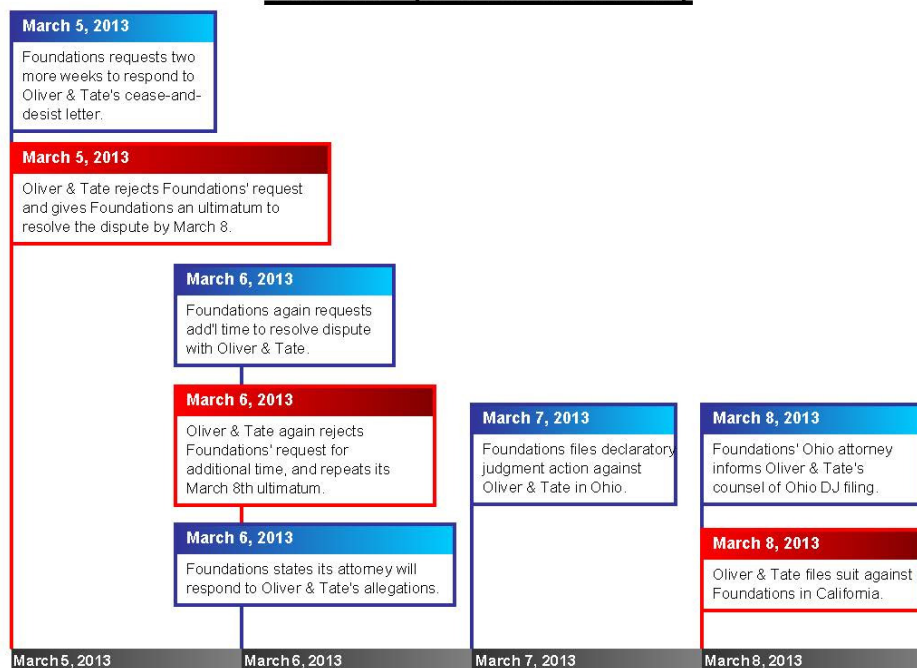 March 5, 2013
Foundations requests two
more weeks to respond to
Oliver & Tate's cease-and-
desist letter.
March 5, 2013
Oliver & Tate rejects Foundations' request
and gives Foundations an ultimatum to
resolve the dispute by March 8.
March 6, 2013
Foundations again requests
add'l time to resolve dispute
with Oliver & Tate.
March 6, 2013
Oliver & Tate again rejects
Foundations' request for
additional time, and repeats its
March 8th ultimatum.
March 6, 2013
Foundations states its attorney will
respond to Oliver & Tate's allegations.
March 7, 2013
Foundations files declaratory
judgment action against
Oliver & Tate in Ohio.
March 8, 2013
Foundations' Ohio attorney
informs Oliver & Tate's
counsel of Ohio DJ filing.
March 8, 2013
Oliver & Tate files suit against
Foundations in California.
March 5, 2013
March 6, 2013
March 7, 2013
March 8, 2013